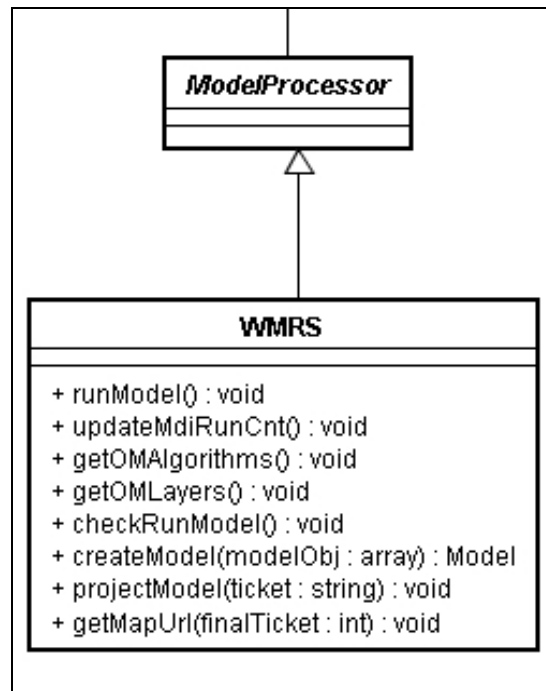 ModelProcessor
WMRS
+ runModel() : void
+ updateMdlRunCnt() : void
+ getOMAlgorithms() : void
+ getOMLayers() : void
+ checkRunModel() : void
+ createModel(modelObj : array) : Model
+ projectModel(ticket : string) : void
+ getMapUrl(finalTicket : int) : void